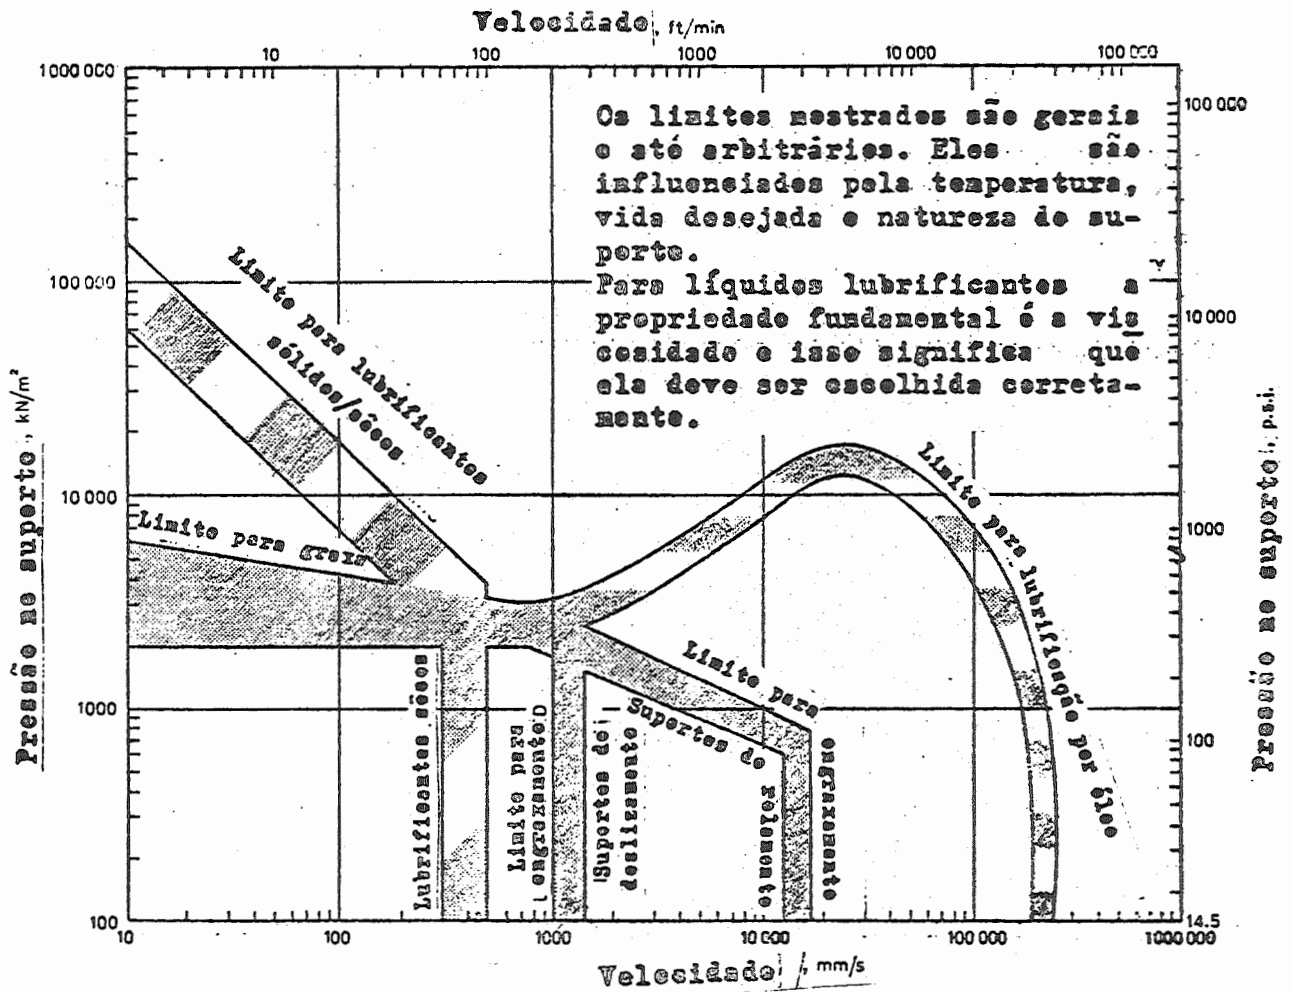 Velocidade, ft/min
10
100
1000
10 000
100 000
1000 000
100 000
10 000
1000
100
Pressão no suporto, kN/m²
100 000
10 000
1000
100
14.5
Pressão no suporto, p.s.i.
Os limites mostrados são gerais
e até arbitrários. Eles são
influenciados pela temperatura,
vida desejada e natureza do su-
porto.
Para líquidos lubrificantes a
propriedade fundamental é a vis
cosidade e isso significa que
ela deve ser escolhida correta-
mente.
Limite para lubrificantes
sólidos/sêcos
Limite para graxa
Limite para lubrificação por óleo
Lubrificantes sêcos
Limite para
engraxamento
Suportes de
deslizamento
Limite para
engraxamento
Suportes de
rolamento
10
100
1000
10 000
100 000
1000 000
Velocidade, mm/s